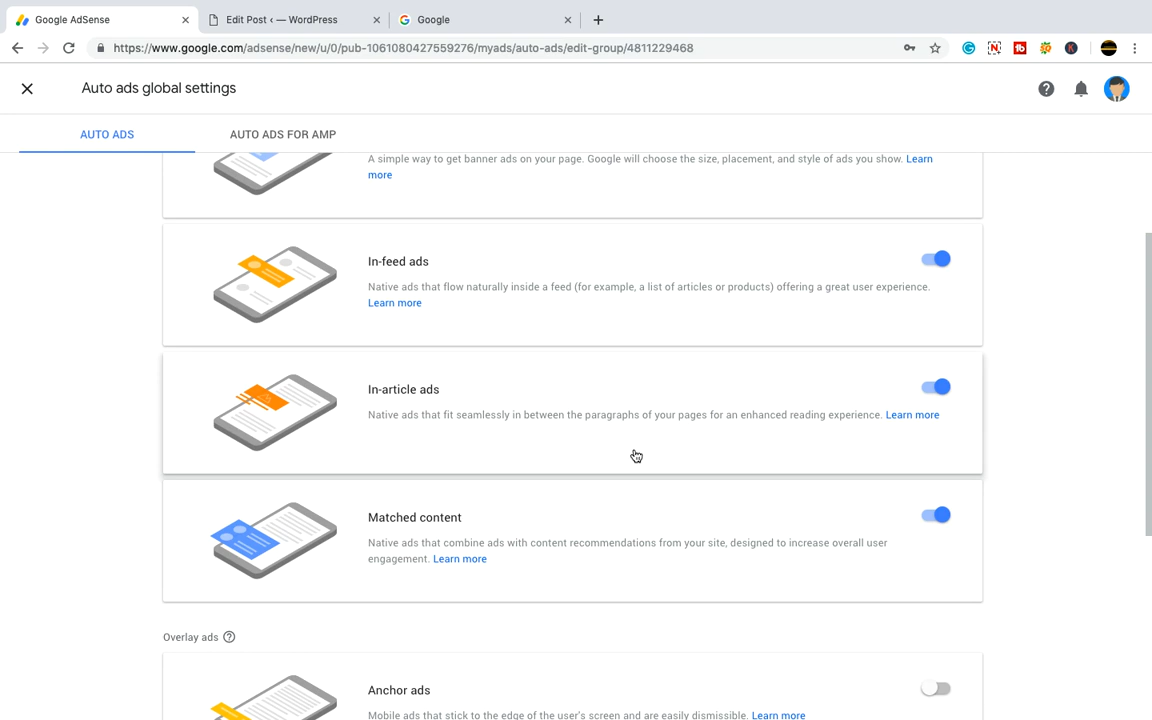 Google AdSense
Edit Post ‹ — WordPress
Google
https://www.google.com/adsense/new/u/0/pub-1061080427559276/myads/auto-ads/edit-group/4811229468
Auto ads global settings
AUTO ADS
AUTO ADS FOR AMP
A simple way to get banner ads on your page. Google will choose the size, placement, and style of ads you show. Learn
more
In-feed ads
Native ads that flow naturally inside a feed (for example, a list of articles or products) offering a great user experience.
Learn more
In-article ads
Native ads that fit seamlessly in between the paragraphs of your pages for an enhanced reading experience. Learn more
Matched content
Native ads that combine ads with content recommendations from your site, designed to increase overall user
engagement. Learn more
Overlay ads
Anchor ads
Mobile ads that stick to the edge of the user's screen and are easily dismissible. Learn more